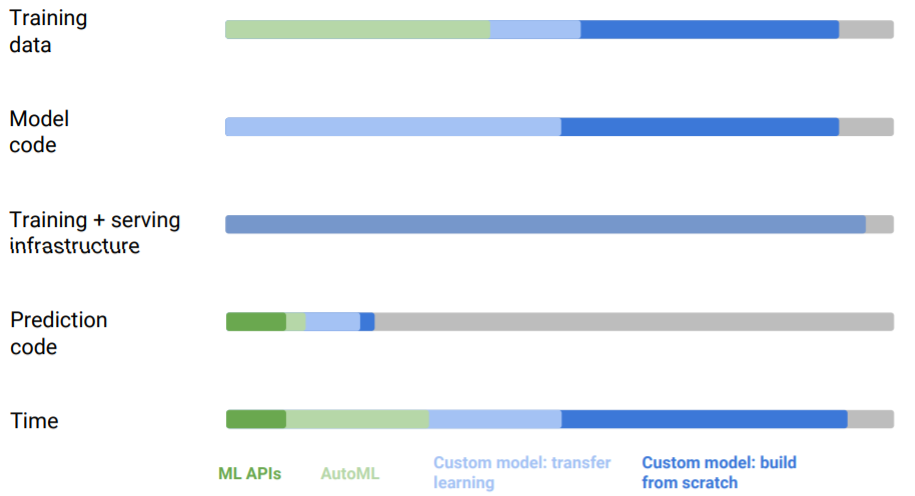 Training
data
Model
code
Training + serving
infrastructure
Prediction
code
Time
ML APIs
AutoML
Custom model: transfer
learning
Custom model: build
from scratch